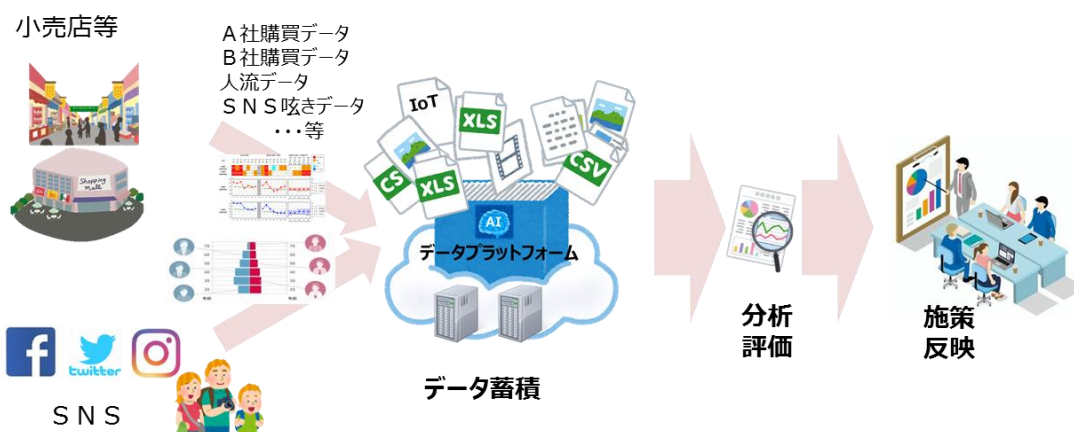 小売店等
A社購買データ
B社購買データ
人流データ
SNS呟きデータ
・・・等
Shopping
Mall
IoT
XLS
CS
XLS
CSV
AI
データプラットフォーム
twitter
SNS
データ蓄積
分析
評価
施策
反映